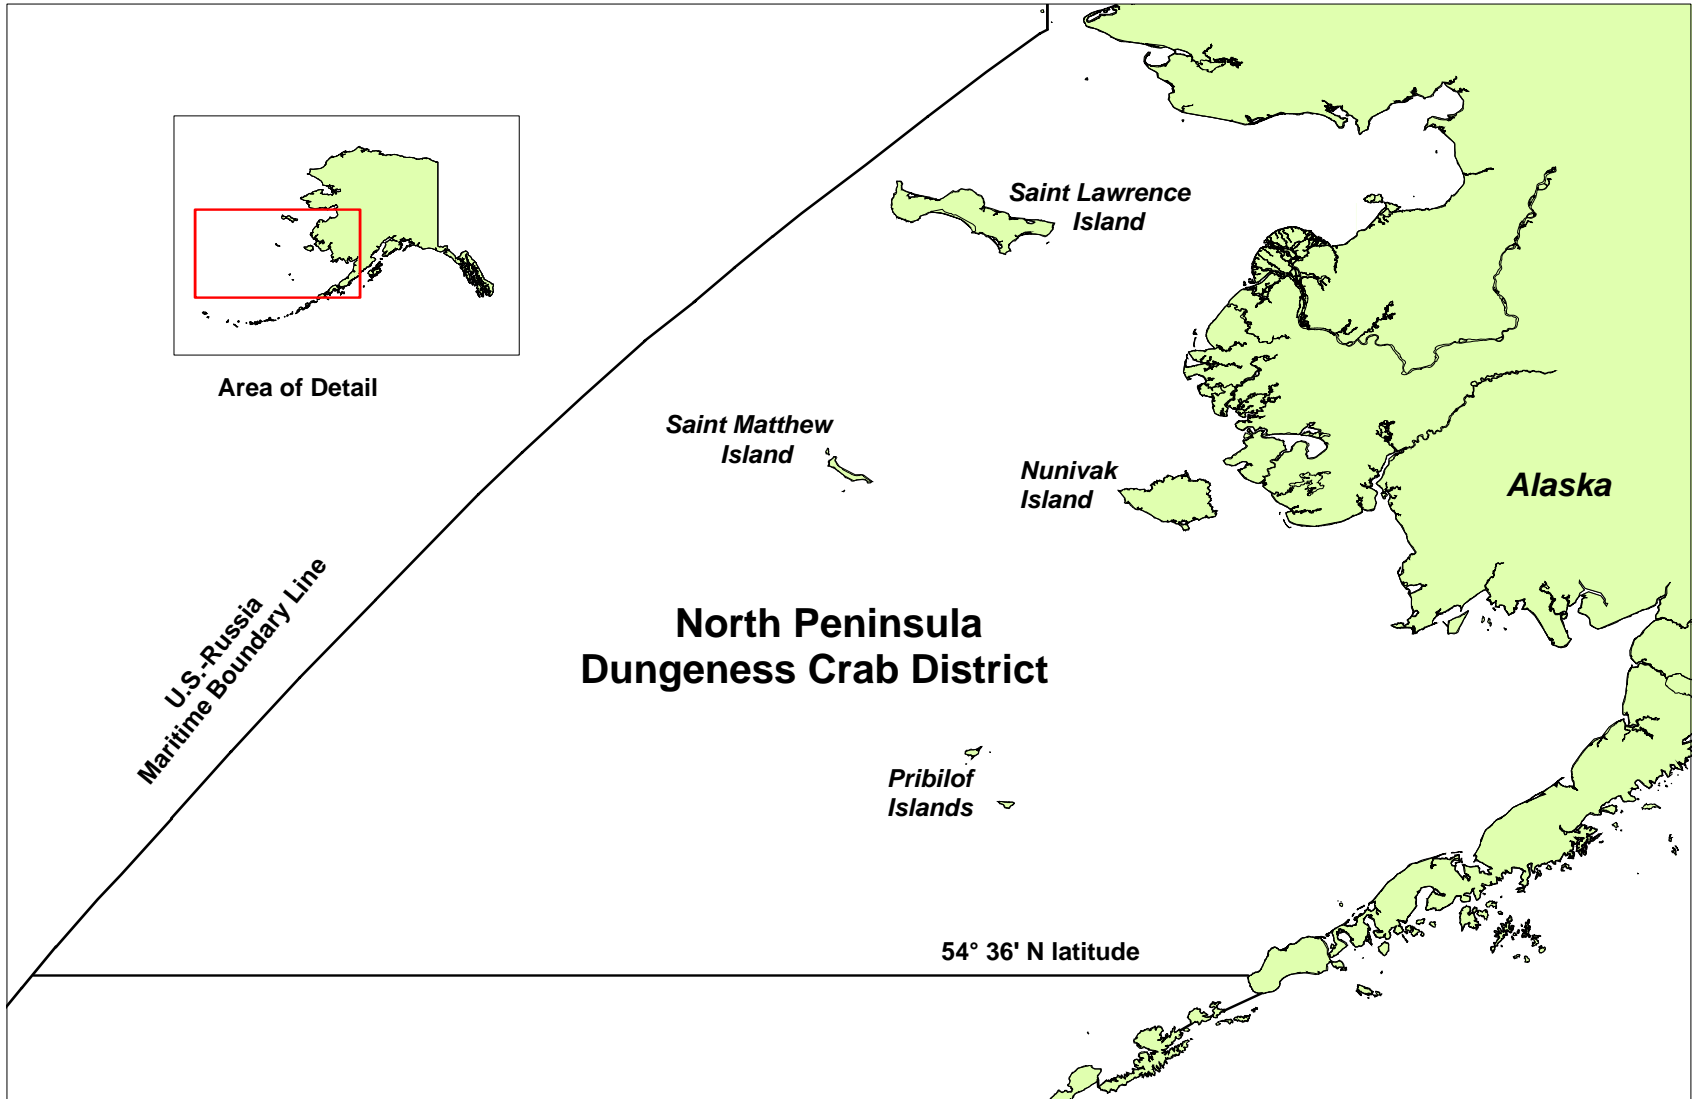 Saint Lawrence
Island
Area of Detail
Saint Matthew
Island
Nunivak
Island
Alaska
U.S.-Russia
Maritime Boundary Line
North Peninsula
Dungeness Crab District
Pribilof
Islands
54° 36' N latitude